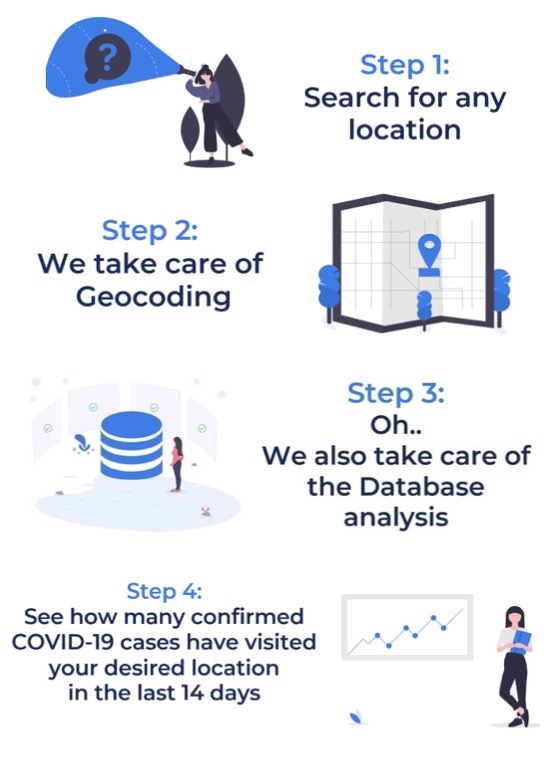 Step 1:
Search for any
location
Step 2:
We take care of
Geocoding
Step 3:
Oh..
We also take care of
the Database
analysis
Step 4:
See how many confirmed
COVID-19 cases have visited
your desired location
in the last 14 days